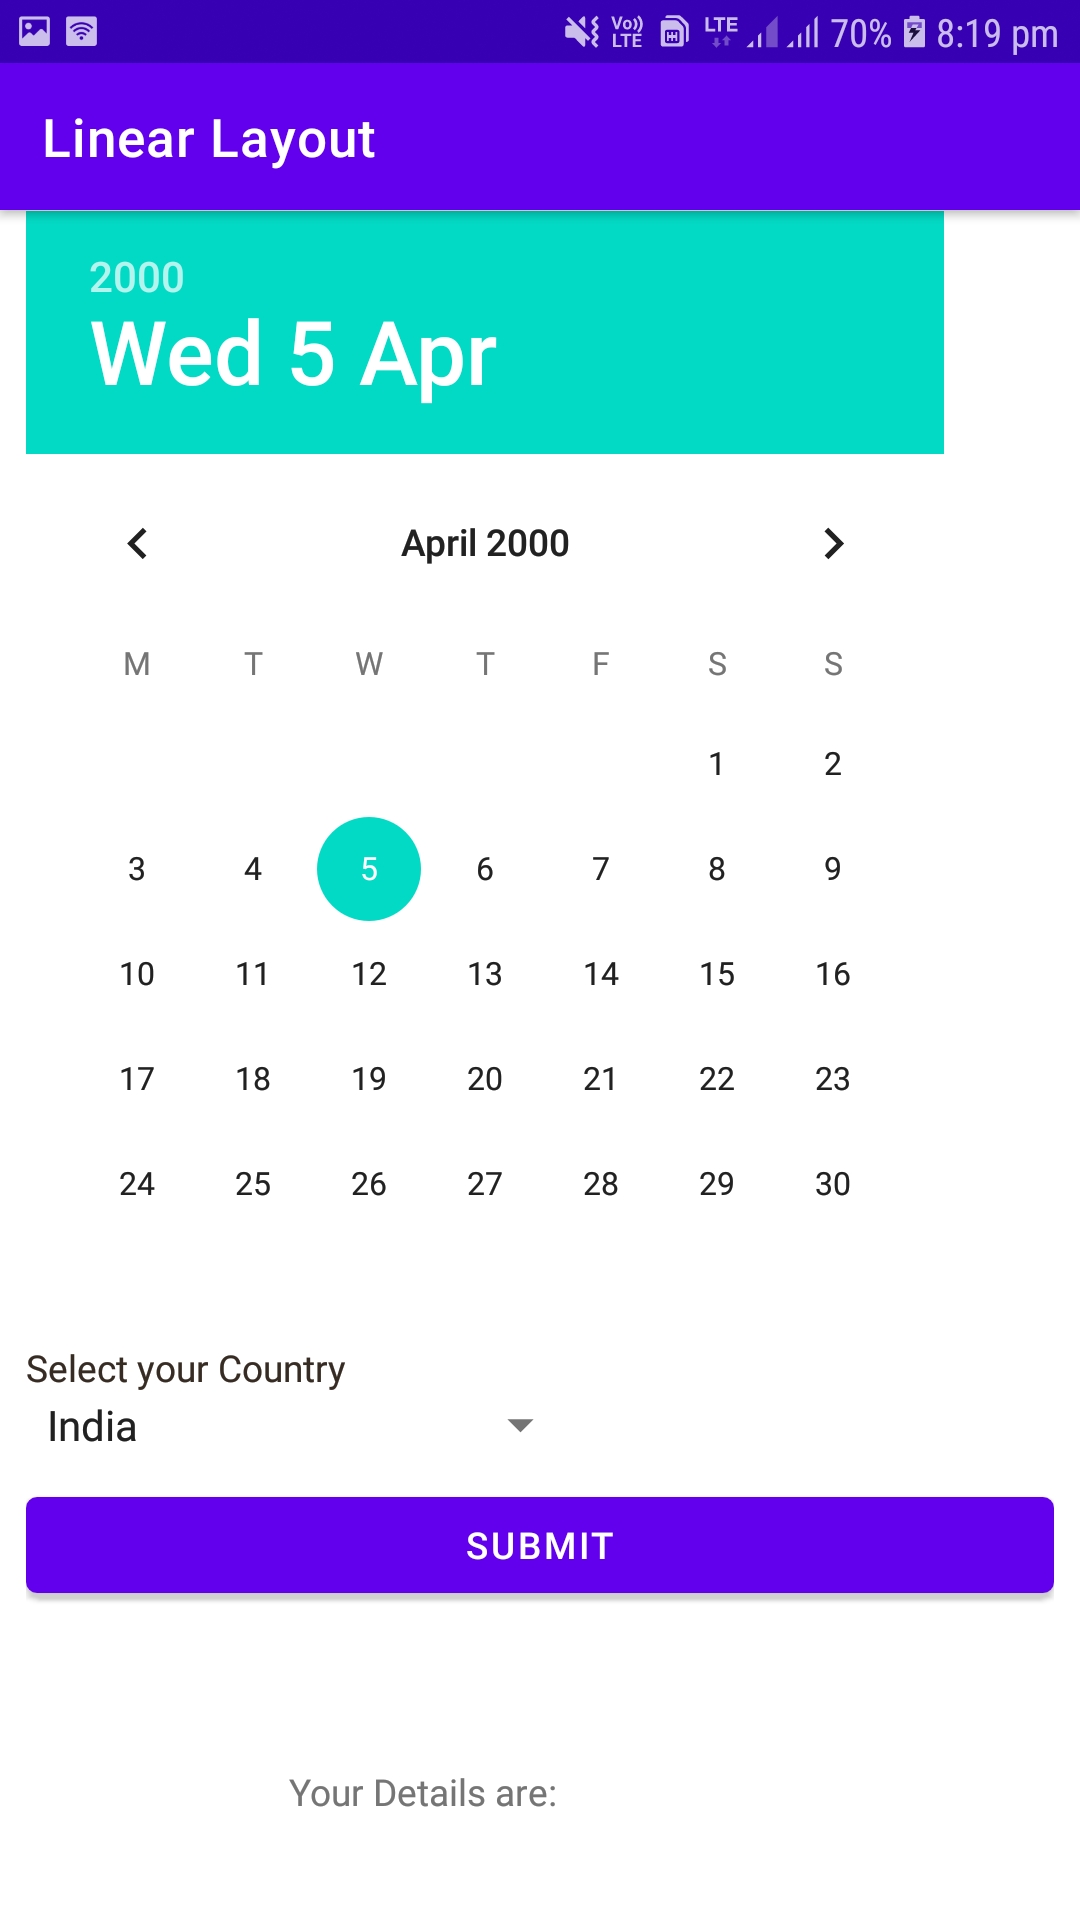 Vo)) LTE LTE 70% 8:19 pm
Linear Layout
2000
Wed 5 Apr
April 2000
M T W T F S S
1 2
3 4 5 6 7 8 9
10 11 12 13 14 15 16
17 18 19 20 21 22 23
24 25 26 27 28 29 30
Select your Country
India
SUBMIT
Your Details are: